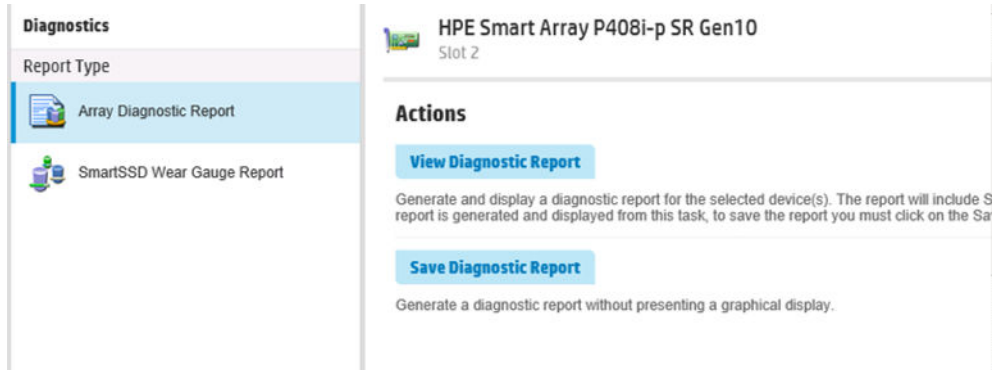 Diagnostics
Report Type
Array Diagnostic Report
SmartSSD Wear Gauge Report
HPE Smart Array P408i-p SR Gen10
Slot 2
Actions
View Diagnostic Report
Generate and display a diagnostic report for the selected device(s). The report will include S
report is generated and displayed from this task, to save the report you must click on the Sa
Save Diagnostic Report
Generate a diagnostic report without presenting a graphical display.